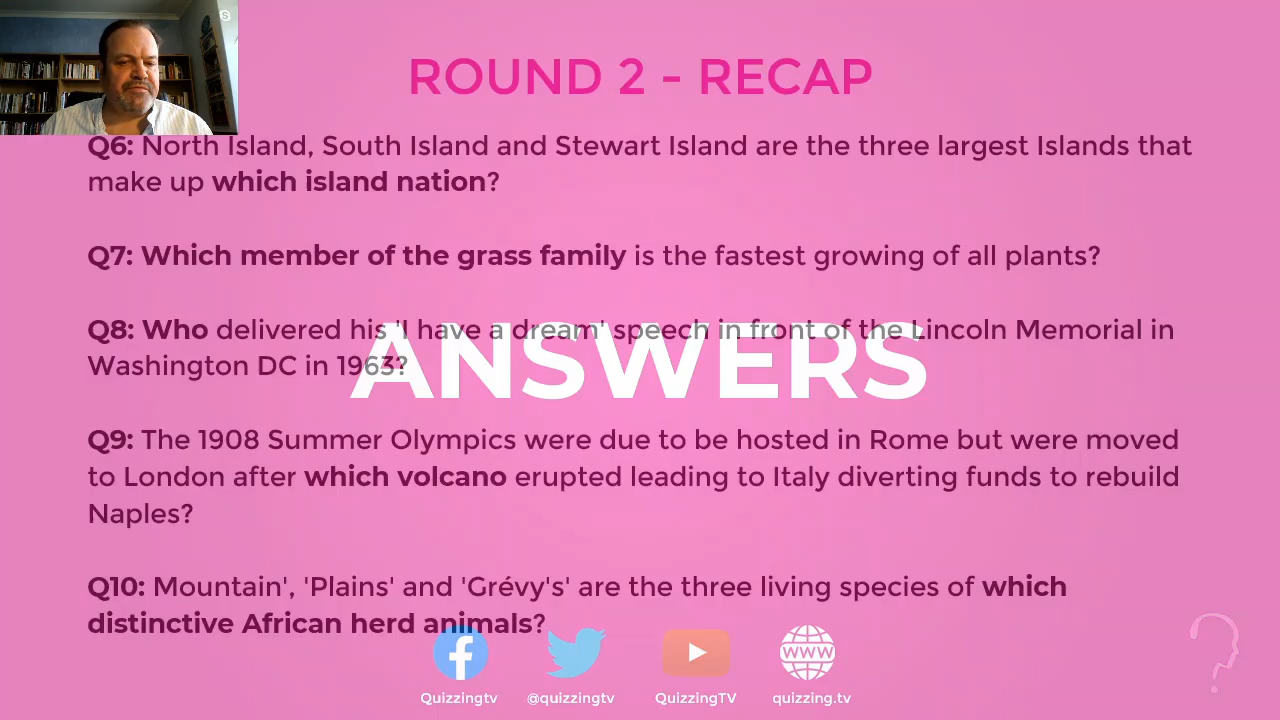 ROUND 2 - RECAP
Q6: North Island, South Island and Stewart Island are the three largest Islands that
make up which island nation?
Q7: Which member of the grass family is the fastest growing of all plants?
Q8: Who delivered his 'I have a dream' speech in front of the Lincoln Memorial in
Washington DC in 1963?
ANSWERS
Q9: The 1908 Summer Olympics were due to be hosted in Rome but were moved
to London after which volcano erupted leading to Italy diverting funds to rebuild
Naples?
Q10: Mountain', 'Plains' and 'Grévy's' are the three living species of which
distinctive African herd animals?
WWW
Quizzingtv @quizzingtv QuizzingTV quizzing.tv